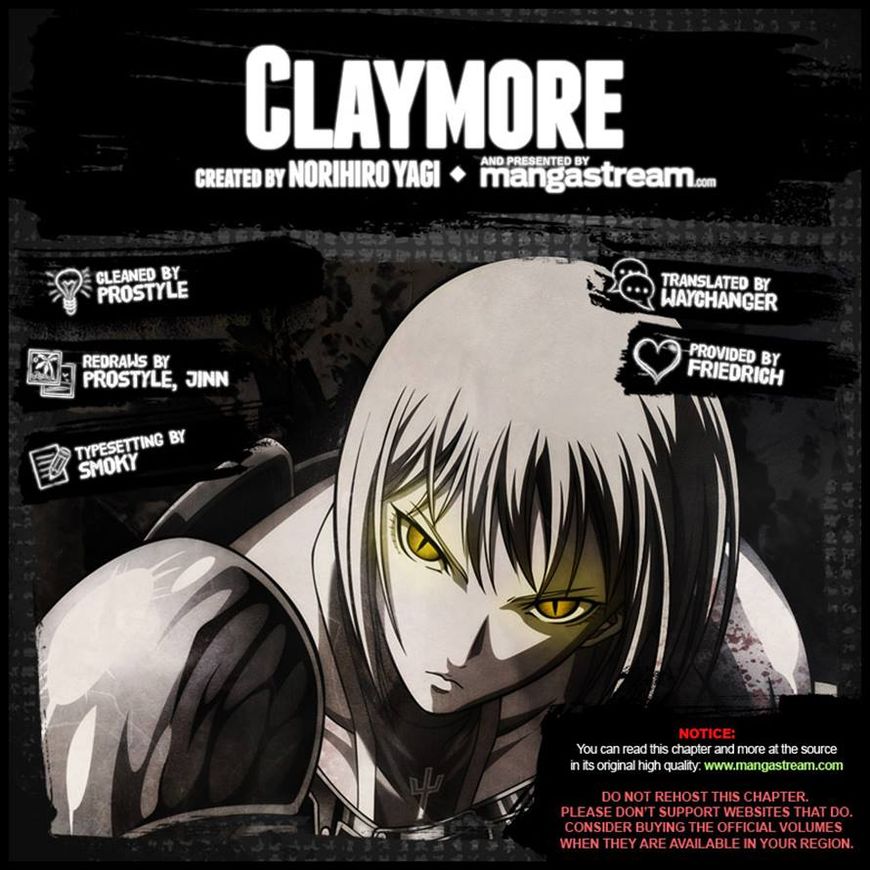 CLAYMORE
CREATED BY NORIHIRO YAGI ◆ AND PRESENTED BY mangastream.com
CLEANED BY
PROSTYLE
REDRAWS BY
PROSTYLE, JINN
TYPESETTING BY
SMOKY
TRANSLATED BY
WAYCHANGER
PROVIDED BY
FRIEDRICH
NOTICE:
You can read this chapter and more at the source
in its original high quality: www.mangastream.com
DO NOT REHOST THIS CHAPTER.
PLEASE DON'T SUPPORT WEBSITES THAT DO.
CONSIDER BUYING THE OFFICIAL VOLUMES
WHEN THEY ARE AVAILABLE IN YOUR REGION.